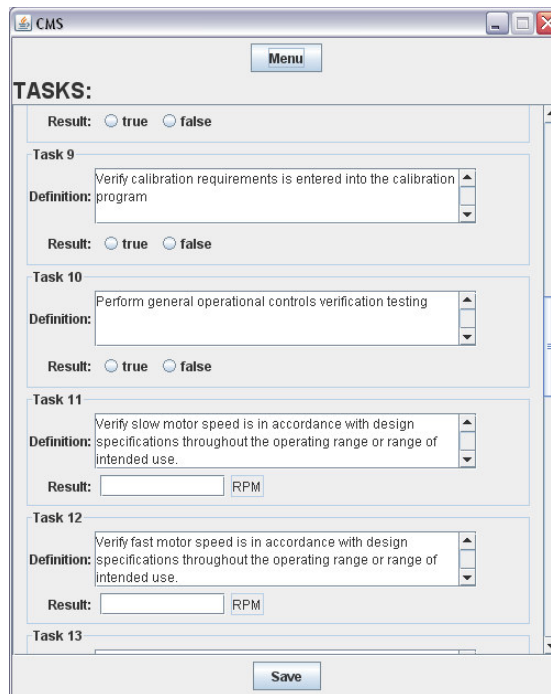 CMS
Menu
TASKS:
Result: true false
Task 9
Definition: Verify calibration requirements is entered into the calibration
program
Result: true false
Task 10
Definition: Perform general operational controls verification testing
Result: true false
Task 11
Verify slow motor speed is in accordance with design
Definition: specifications throughout the operating range or range of
intended use.
Result: RPM
Task 12
Verify fast motor speed is in accordance with design
Definition: specifications throughout the operating range or range of
intended use.
Result: RPM
Task 13
Save